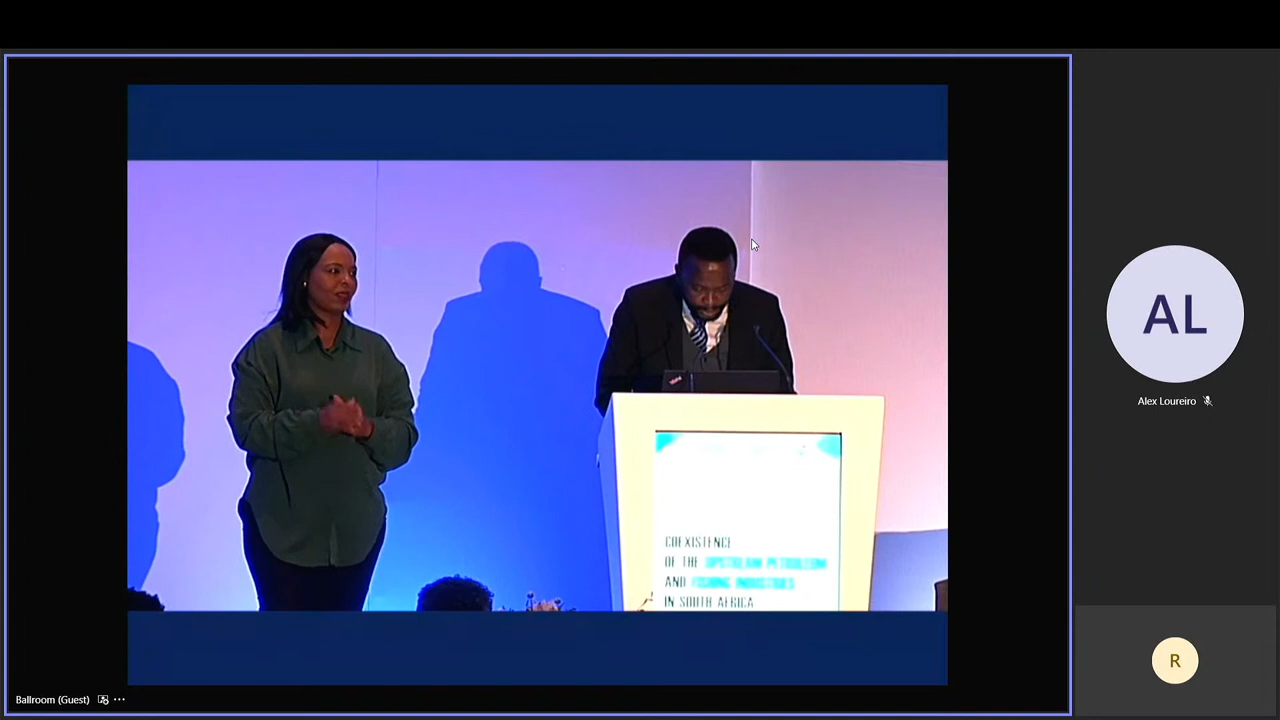 COEXISTENCE
OF THE UPSTREAM PETROLEUM
AND FISHING INDUSTRIES
IN SOUTH AFRICA
AL
Alex Loureiro
R
Ballroom (Guest)